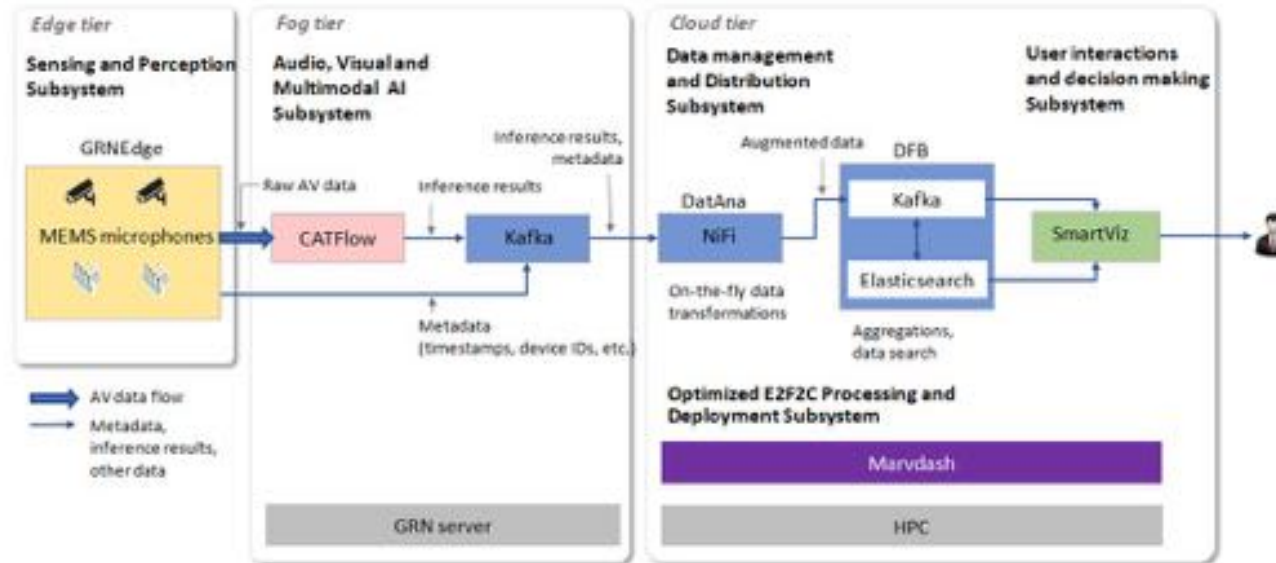 Edge tier
Sensing and Perception
Subsystem
GRNEdge
MEMS microphones
Raw AV data
AV data flow
Metadata,
inference results,
other data
Fog tier
Audio, Visual and
Multimodal AI
Subsystem
Inference results,
metadata
Inference results
CATFlow
Kafka
Metadata
(timestamps, device IDs, etc.)
GRN server
Cloud tier
Data management
and Distribution
Subsystem
User interactions
and decision making
Subsystem
Augmented data
DFB
DatAna
NiFi
Kafka
Elasticsearch
SmartViz
On-the-fly data
transformations
Aggregations,
data search
Optimized E2F2C Processing and
Deployment Subsystem
Marvdash
HPC